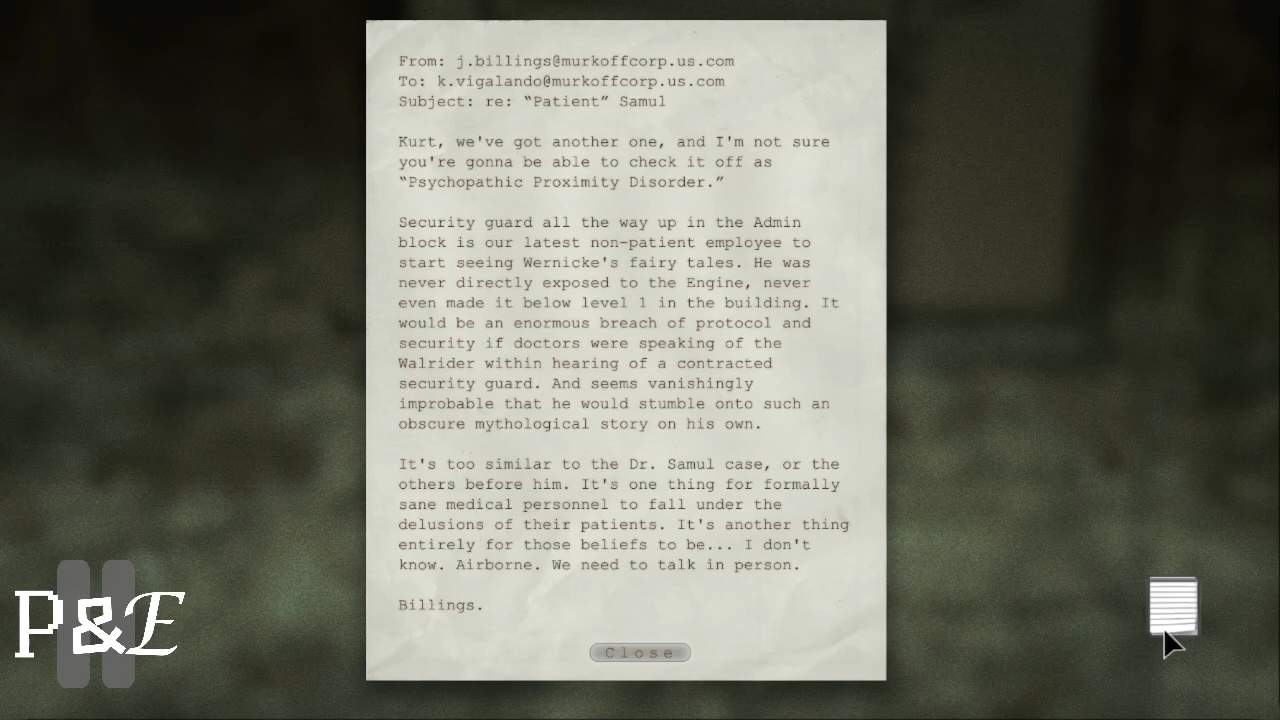 From: j.billings@murkoffcorp.us.com
To: k.vigalando@murkoffcorp.us.com
Subject: re: “Patient” Samul
Kurt, we've got another one, and I'm not sure
you're gonna be able to check it off as
“Psychopathic Proximity Disorder.”
Security guard all the way up in the Admin
block is our latest non-patient employee to
start seeing Wernicke's fairy tales. He was
never directly exposed to the Engine, never
even made it below level 1 in the building. It
would be an enormous breach of protocol and
security if doctors were speaking of the
Walrider within hearing of a contracted
security guard. And seems vanishingly
improbable that he would stumble onto such an
obscure mythological story on his own.
It's too similar to the Dr. Samul case, or the
others before him. It's one thing for formally
sane medical personnel to fall under the
delusions of their patients. It's another thing
entirely for those beliefs to be... I don't
know. Airborne. We need to talk in person.
Billings.
Close
P&E